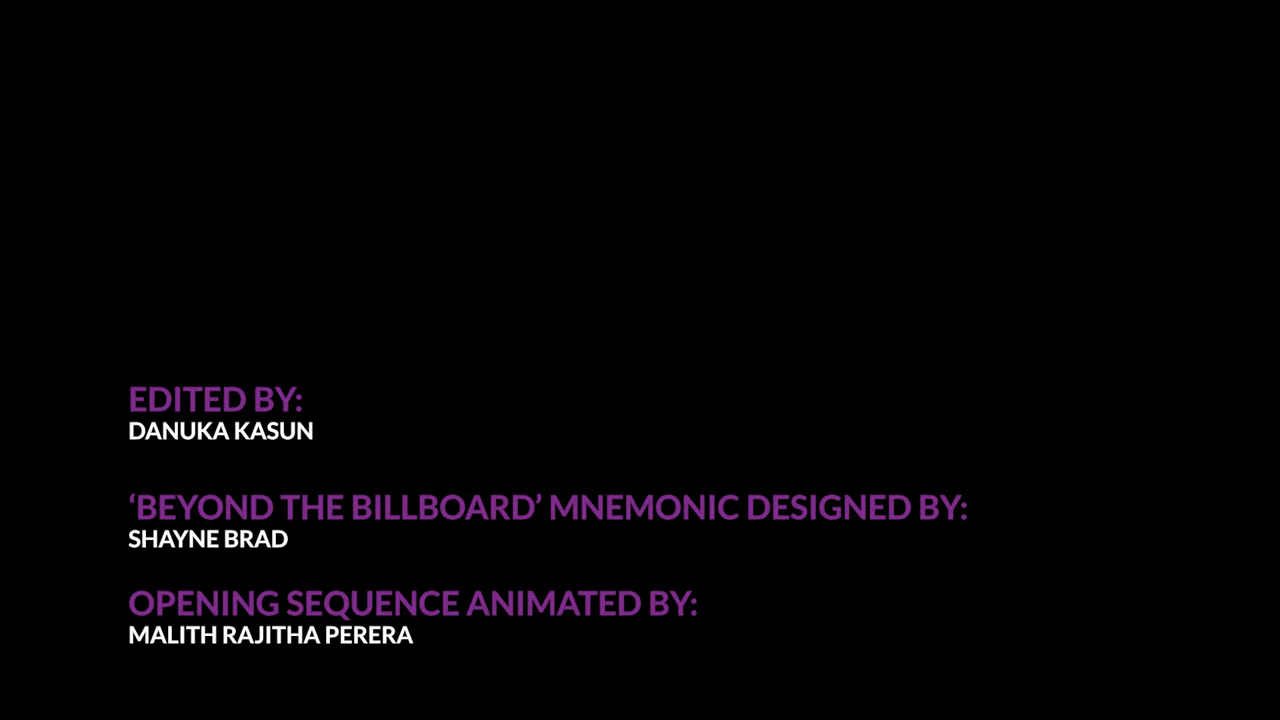 EDITED BY:
DANUKA KASUN
‘BEYOND THE BILLBOARD’ MNEMONIC DESIGNED BY:
SHAYNE BRAD
OPENING SEQUENCE ANIMATED BY:
MALITH RAJITHA PERERA